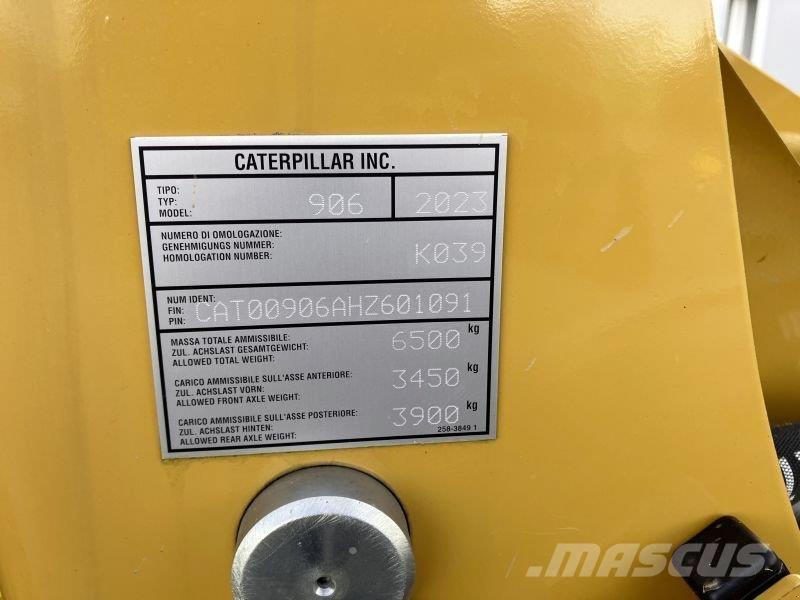 CATERPILLAR INC.
TIPO:
TYP:
MODEL:
906
2023
NUMERO DI OMOLOGAZIONE:
GENEHMIGUNGS NUMMER:
HOMOLOGATION NUMBER:
K039
NUM IDENT:
FIN:
PIN:
CAT00906AHZ601091
MASSA TOTALE AMMISSIBILE:
ZUL. ACHSLAST GESAMTGEWICHT:
ALLOWED TOTAL WEIGHT:
6500 kg
CARICO AMMISSIBILE SULL'ASSE ANTERIORE:
ZUL. ACHSLAST VORN:
ALLOWED FRONT AXLE WEIGHT:
3450 kg
CARICO AMMISSIBILE SULL'ASSE POSTERIORE:
ZUL. ACHSLAST HINTEN:
ALLOWED REAR AXLE WEIGHT:
3900 kg
258-3849 1
MASCUS